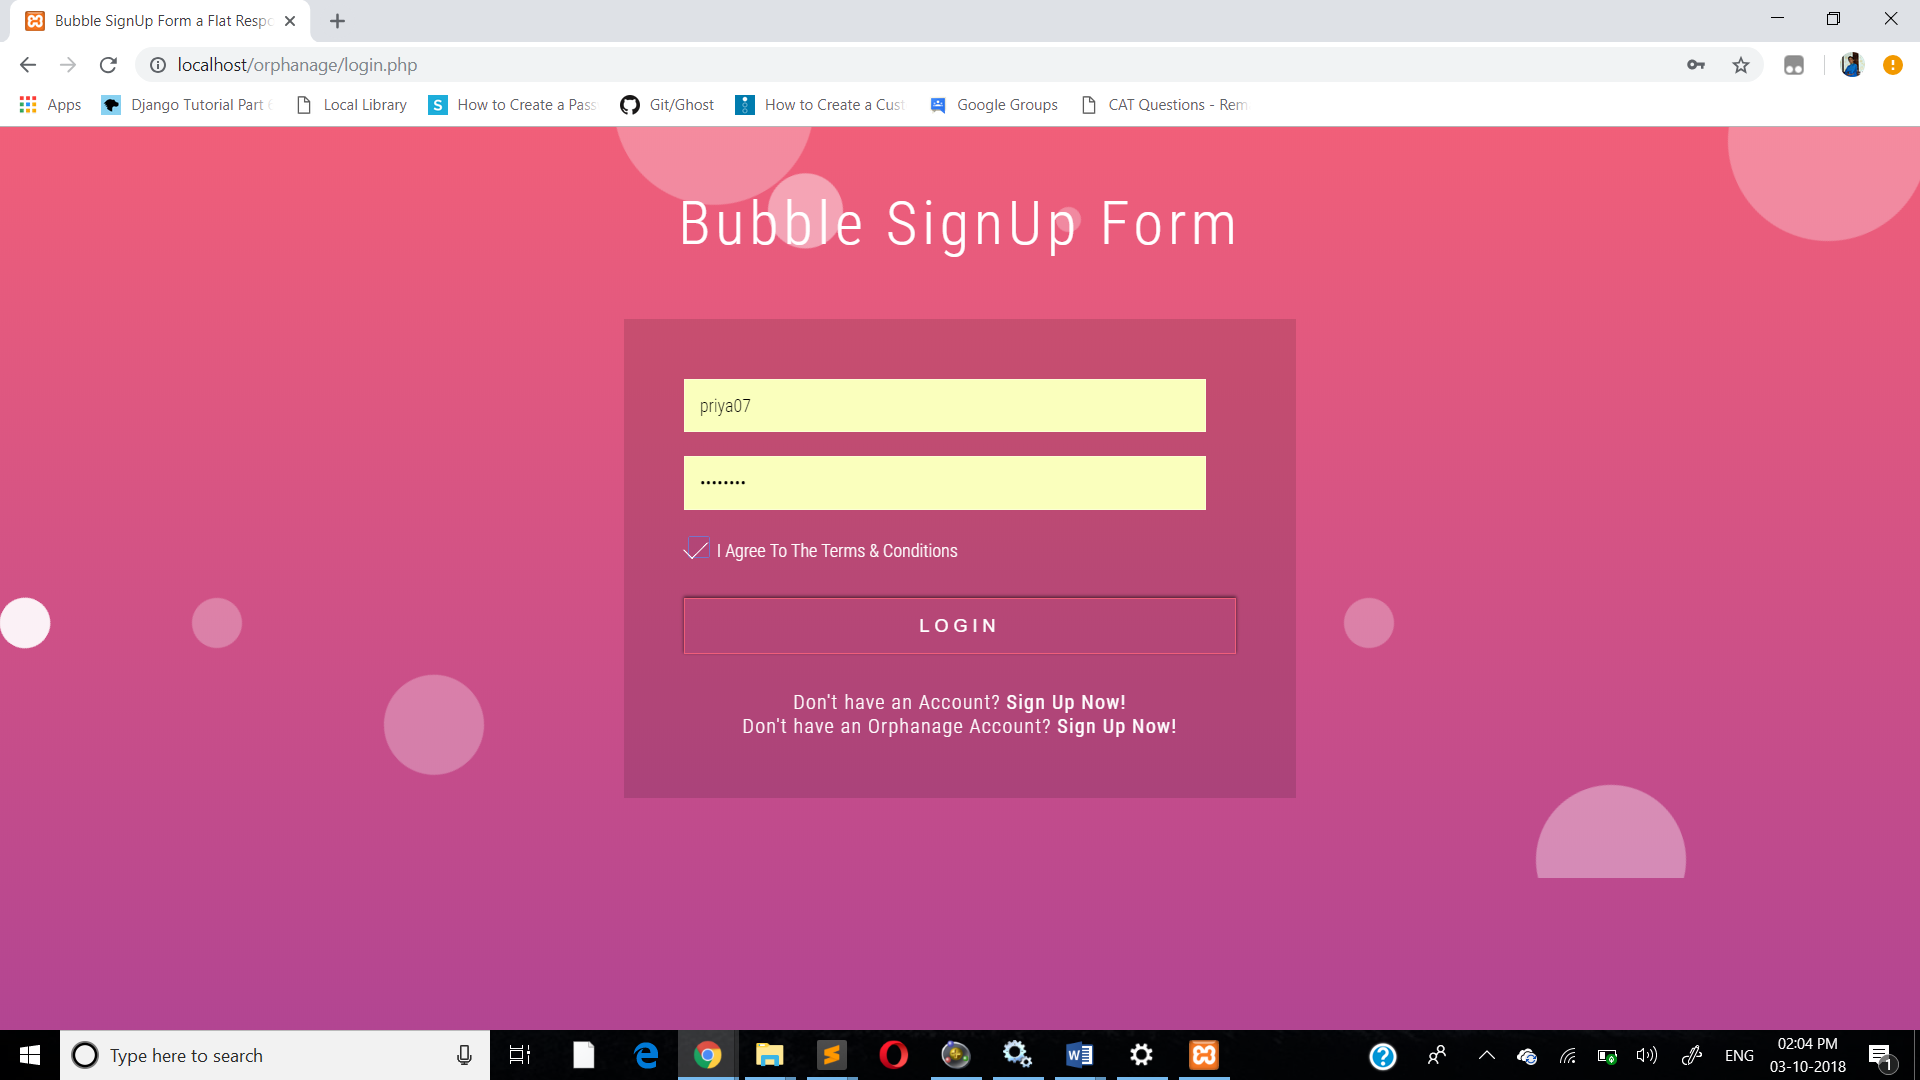 Bubble SignUp Form a Flat Respo
localhost/orphanage/login.php
Apps
Django Tutorial Part
Local Library
How to Create a Pass
Git/Ghost
How to Create a Cust
Google Groups
CAT Questions - Rem
Bubble SignUp Form
priya07
••••••••
I Agree To The Terms & Conditions
LOGIN
Don't have an Account? Sign Up Now!
Don't have an Orphanage Account? Sign Up Now!
Type here to search
ENG
02:04 PM
03-10-2018
1